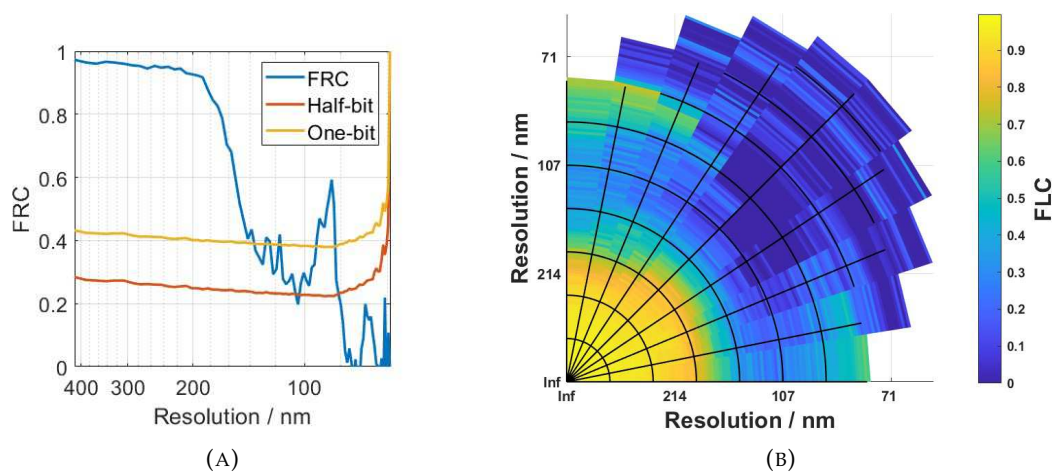 1
0.8
0.6
0.4
0.2
0
FRC
400
300
200
100
Resolution / nm
FRC
Half-bit
One-bit
(A)
71
107
214
Inf
Resolution / nm
Inf
214
107
71
Resolution / nm
0.9
0.8
0.7
0.6
0.5
0.4
0.3
0.2
0.1
0
FLC
(B)